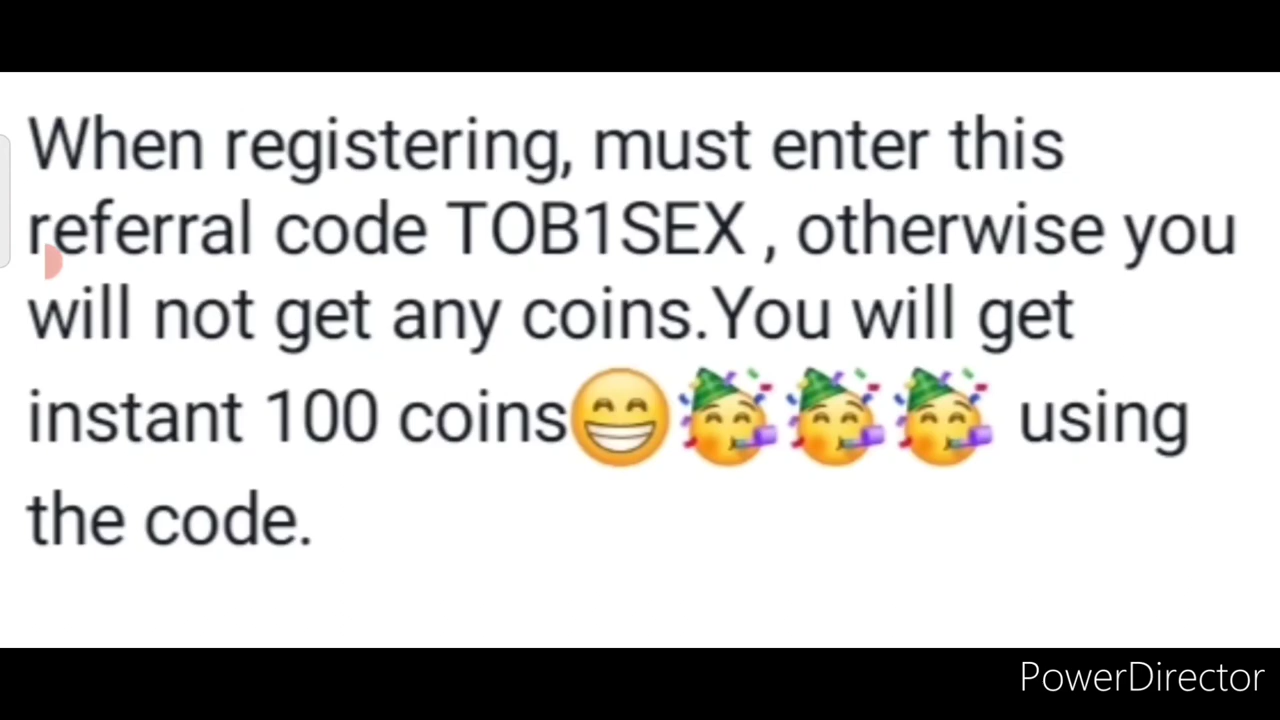 When registering, must enter this
referral code TOB1SEX , otherwise you
will not get any coins.You will get
instant 100 coins😁🥳🥳🥳 using
the code.
PowerDirector